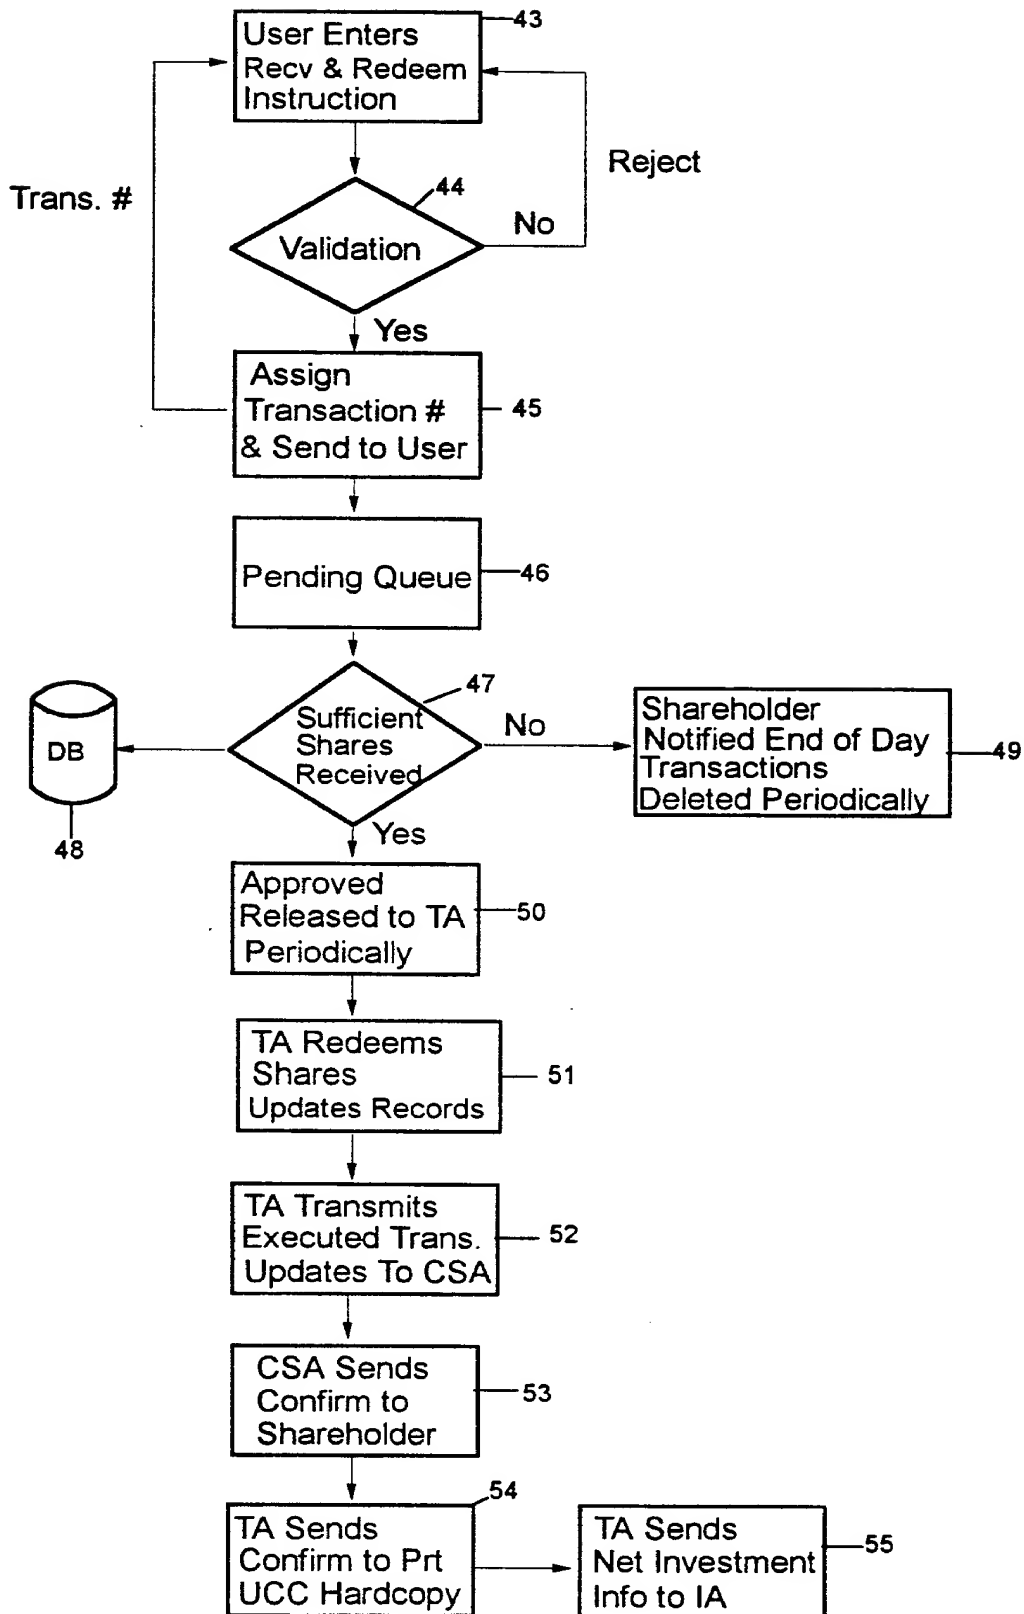 43
User Enters
Recv & Redeem
Instruction
Reject
Trans. #
44
No
Validation
Yes
Assign
Transaction #
& Send to User
45
Pending Queue
46
47
Sufficient
Shares
Received
No
DB
48
Shareholder
Notified End of Day
Transactions
Deleted Periodically
49
Yes
Approved
Released to TA
Periodically
50
TA Redeems
Shares
Updates Records
51
TA Transmits
Executed Trans.
Updates To CSA
52
CSA Sends
Confirm to
Shareholder
53
54
TA Sends
Confirm to Prt
UCC Hardcopy
TA Sends
Net Investment
Info to IA
55